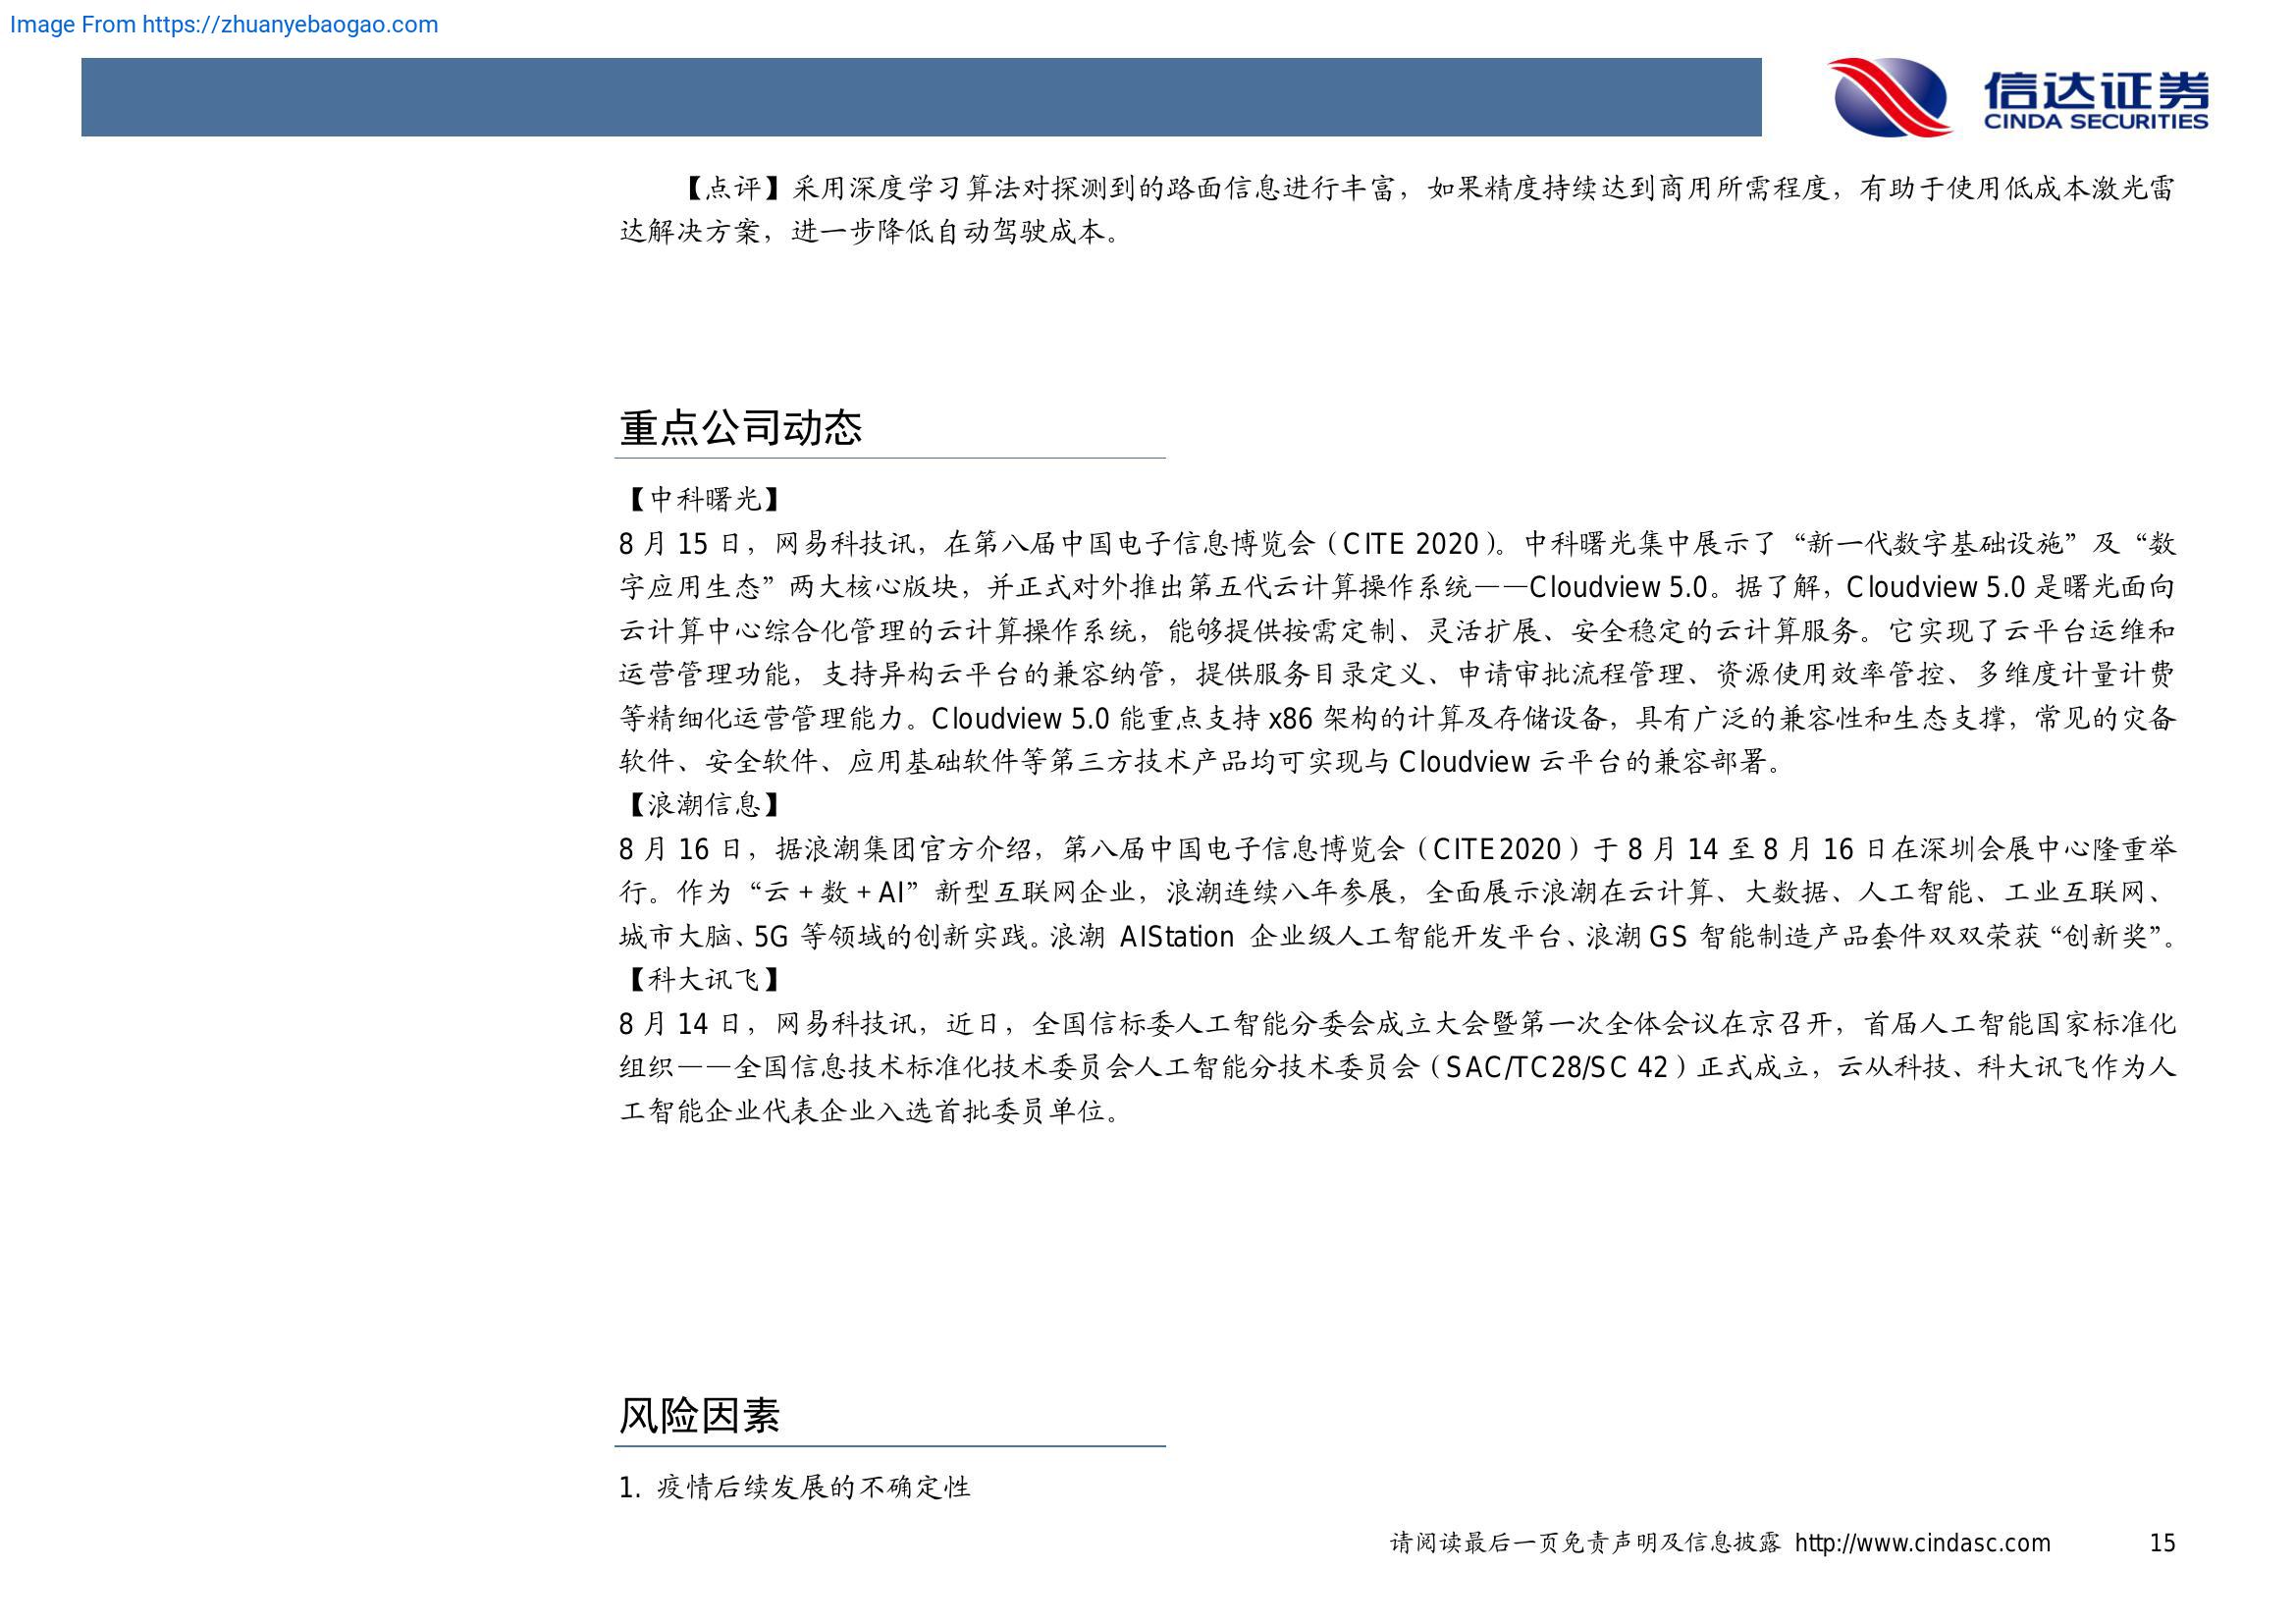 Image From https://zhuanyebaogao.com
信达证券
CINDA SECURITIES
【点评】采用深度学习算法对探测到的路面信息进行丰富，如果精度持续达到商用所需程度，有助于使用低成本激光雷
达解决方案，进一步降低自动驾驶成本。
重点公司动态
【中科曙光】
8 月 15 日，网易科技讯，在第八届中国电子信息博览会（CITE 2020）。中科曙光集中展示了“新一代数字基础设施”及“数
字应用生态”两大核心版块，并正式对外推出第五代云计算操作系统——Cloudview 5.0。据了解，Cloudview 5.0 是曙光面向
云计算中心综合化管理的云计算操作系统，能够提供按需定制、灵活扩展、安全稳定的云计算服务。它实现了云平台运维和
运营管理功能，支持异构云平台的兼容纳管，提供服务目录定义、申请审批流程管理、资源使用效率管控、多维度计量计费
等精细化运营管理能力。Cloudview 5.0 能重点支持 x86 架构的计算及存储设备，具有广泛的兼容性和生态支撑，常见的灾备
软件、安全软件、应用基础软件等第三方技术产品均可实现与 Cloudview 云平台的兼容部署。
【浪潮信息】
8 月 16 日，据浪潮集团官方介绍，第八届中国电子信息博览会（CITE2020）于 8 月 14 至 8 月 16 日在深圳会展中心隆重举
行。作为“云+数+AI”新型互联网企业，浪潮连续八年参展，全面展示浪潮在云计算、大数据、人工智能、工业互联网、
城市大脑、5G 等领域的创新实践。浪潮 AIStation 企业级人工智能开发平台、浪潮 GS 智能制造产品套件双双荣获“创新奖”。
【科大讯飞】
8 月 14 日，网易科技讯，近日，全国信标委人工智能分委会成立大会暨第一次全体会议在京召开，首届人工智能国家标准化
组织——全国信息技术标准化技术委员会人工智能分技术委员会（SAC/TC28/SC 42）正式成立，云从科技、科大讯飞作为人
工智能企业代表企业入选首批委员单位。
风险因素
1. 疫情后续发展的不确定性
请阅读最后一页免责声明及信息披露 http://www.cindasc.com 15